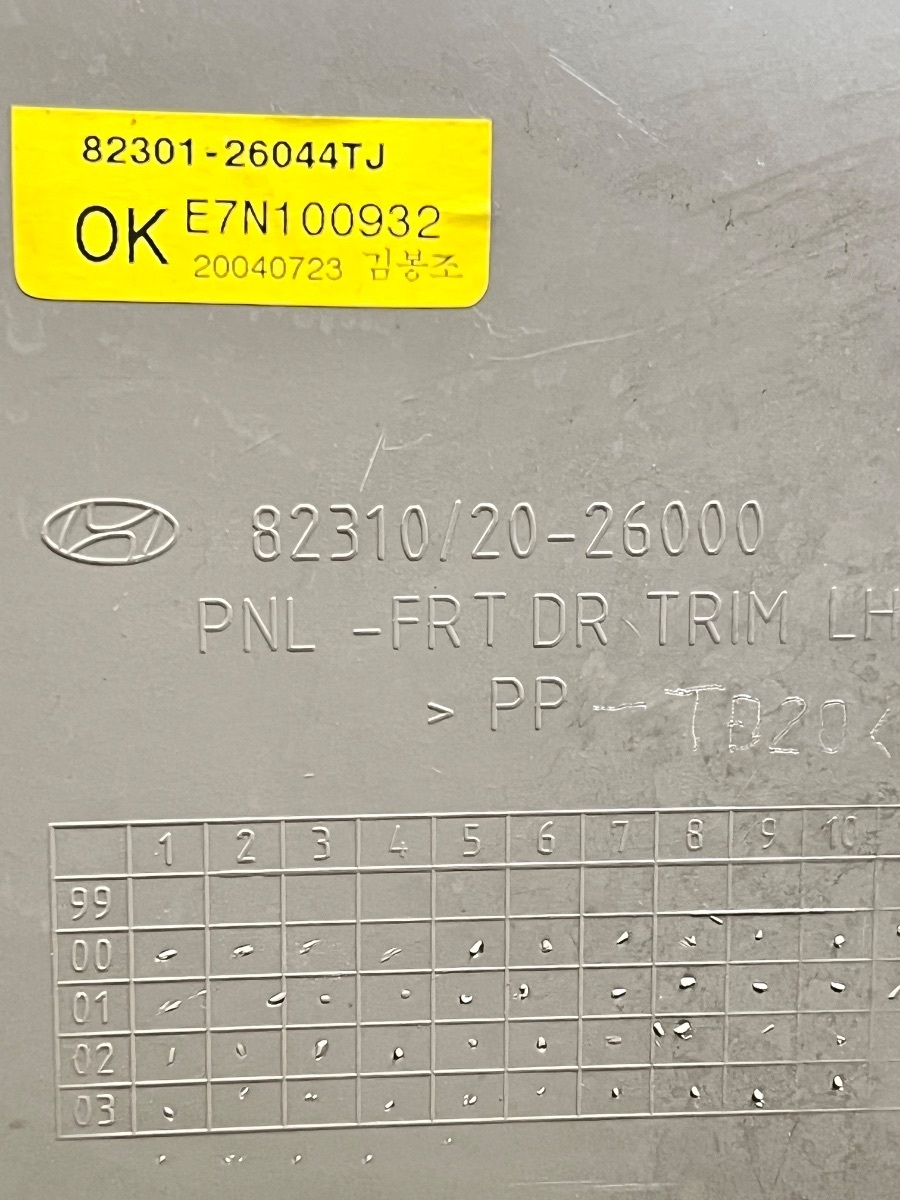 82301-26044TJ
OK E7N100932
20040723 김봉조
82310/20-26000
PNL -FRT DR TRIM LH
> PP-TD20<
1 2 3 4 5 6 7 8 9 10
99
00
01
02
03